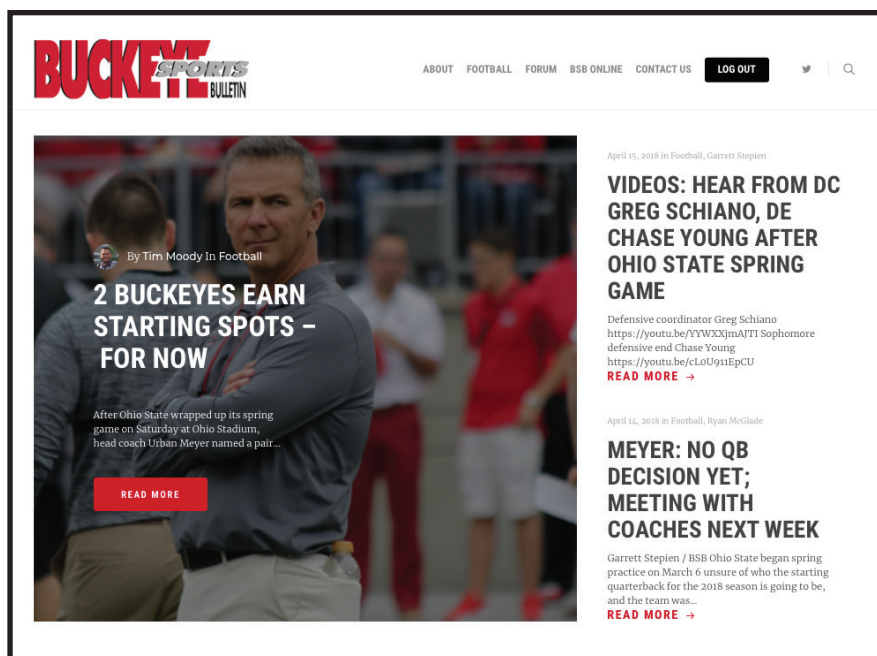 BUCKEYE
SPORTS
BULLETIN
ABOUT FOOTBALL FORUM BSB ONLINE CONTACT US LOG OUT
By Tim Moody In Football
2 BUCKEYES EARN
STARTING SPOTS –
FOR NOW
After Ohio State wrapped up its spring
game on Saturday at Ohio Stadium,
head coach Urban Meyer named a pair...
READ MORE
April 15, 2018 in Football, Garrett Stepien
VIDEOS: HEAR FROM DC
GREG SCHIANO, DE
CHASE YOUNG AFTER
OHIO STATE SPRING
GAME
Defensive coordinator Greg Schiano
https://youtu.be/YYWXXjmAJTI Sophomore
defensive end Chase Young
https://youtu.be/cL0U911EpCU
READ MORE →
April 14, 2018 in Football, Ryan McGlade
MEYER: NO QB
DECISION YET;
MEETING WITH
COACHES NEXT WEEK
Garrett Stepien / BSB Ohio State began spring
practice on March 6 unsure of who the starting
quarterback for the 2018 season is going to be,
and the team was...
READ MORE →